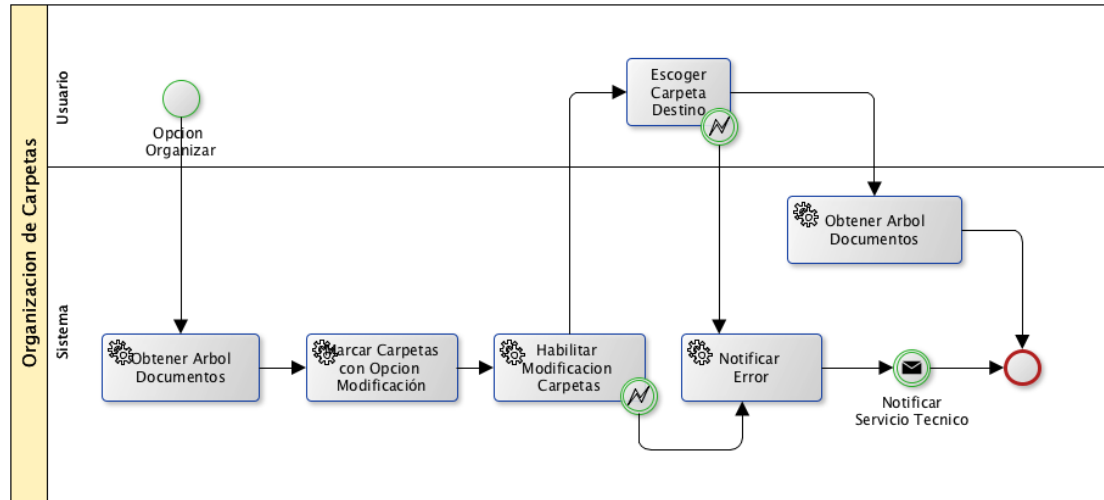 Organizacion de Carpetas
Usuario
Opcion
Organizar
Escoger
Carpeta
Destino
Sistema
Obtener Arbol
Documentos
Marcar Carpetas
con Opcion
Modificación
Habilitar
Modificacion
Carpetas
Notificar
Error
Obtener Arbol
Documentos
Notificar
Servicio Tecnico